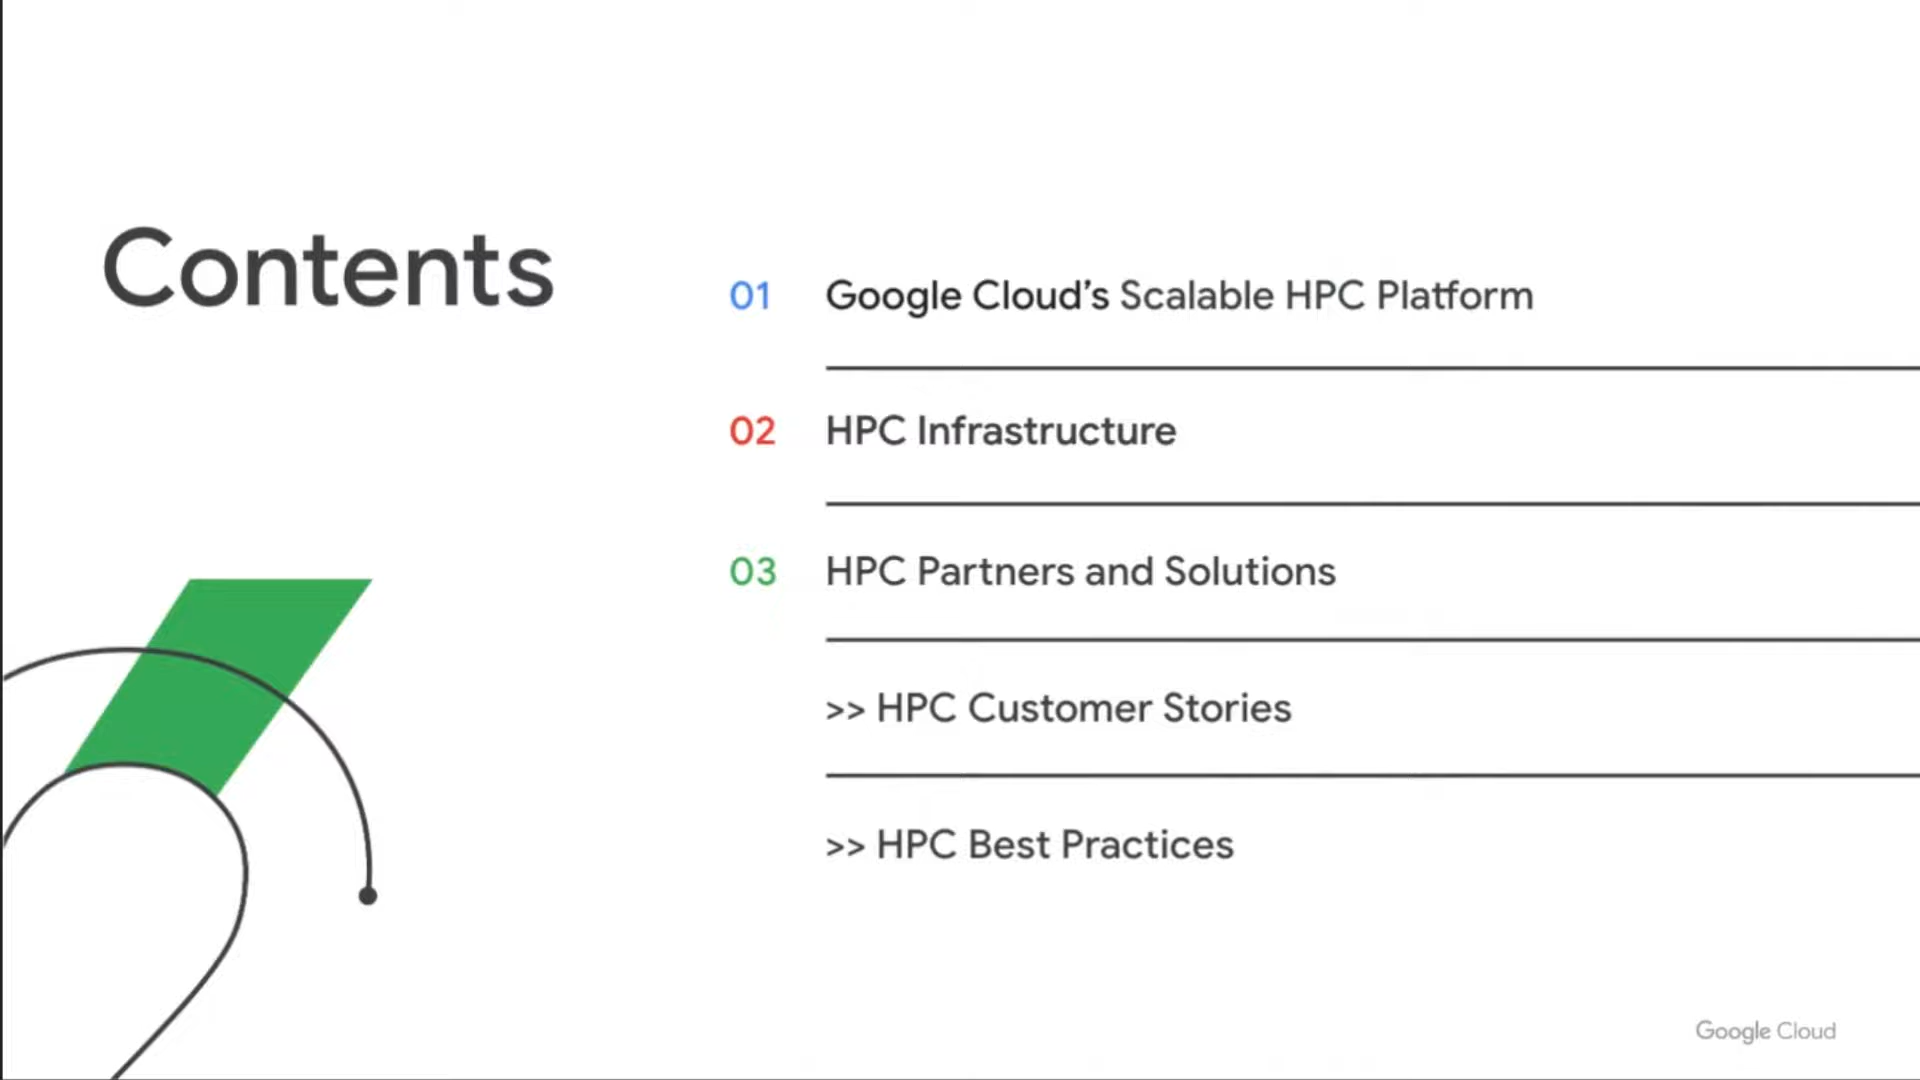 Contents
01 Google Cloud’s Scalable HPC Platform
02 HPC Infrastructure
03 HPC Partners and Solutions
>> HPC Customer Stories
>> HPC Best Practices
Google Cloud